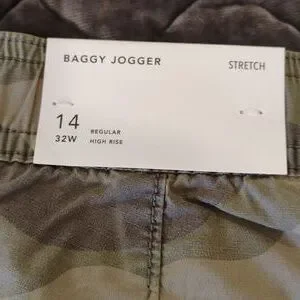 BAGGY JOGGER STRETCH
14 REGULAR
32W HIGH RISE